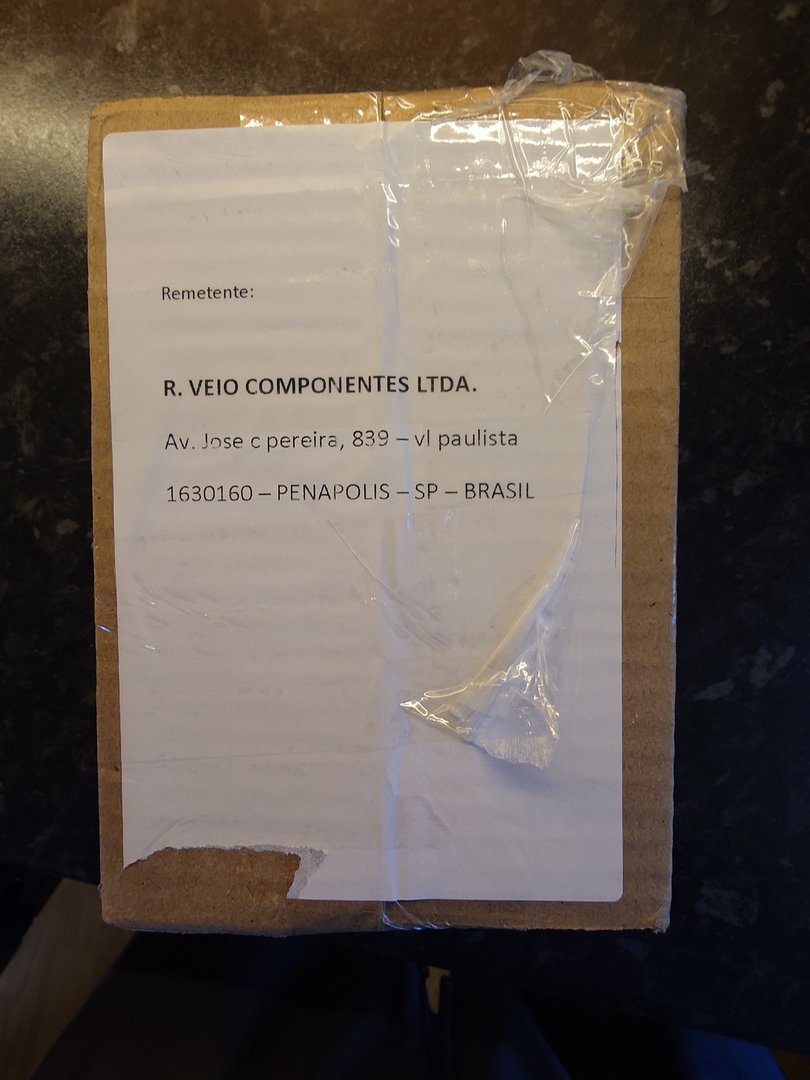 Remetente:
R. VEIO COMPONENTES LTDA.
Av. Jose c pereira, 839 – vl paulista
1630160 – PENAPOLIS – SP – BRASIL